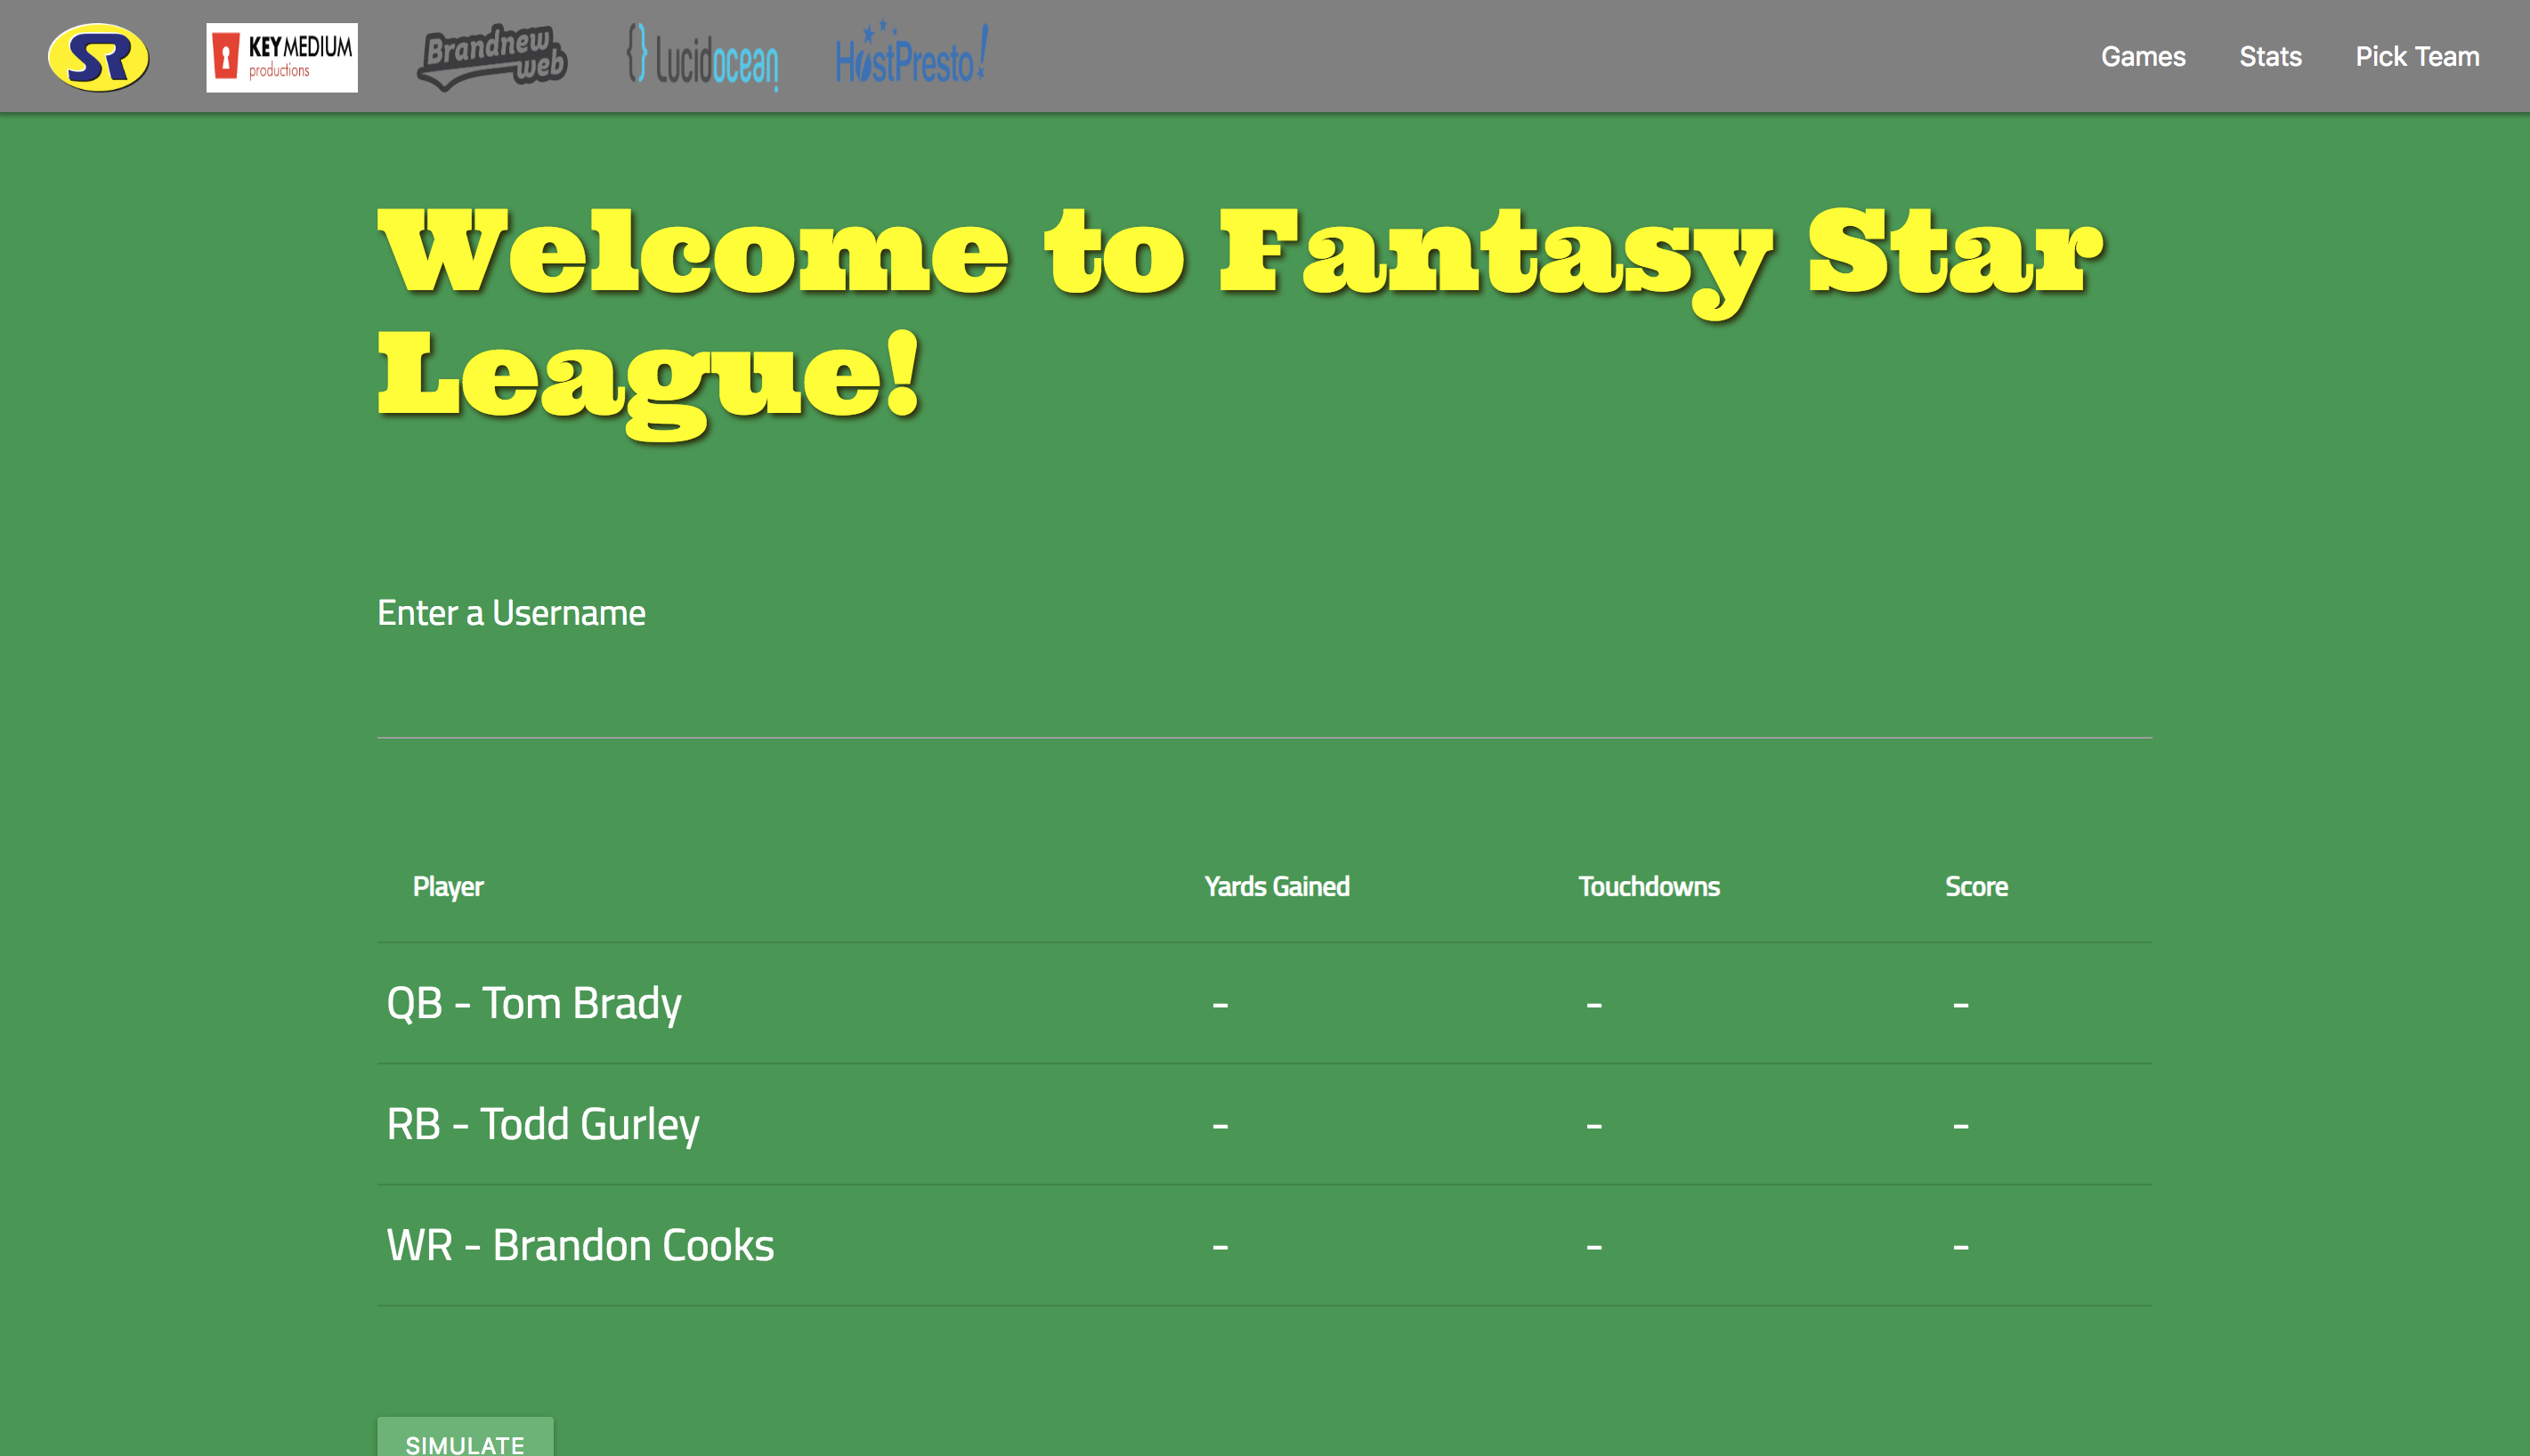 SR
KEY MEDIUM
productions
Brandnew
web
{} Lucidocean
HostPresto!
Games Stats Pick Team
Welcome to Fantasy Star
League!
Enter a Username
Player Yards Gained Touchdowns Score
QB - Tom Brady - - -
RB - Todd Gurley - - -
WR - Brandon Cooks - - -
SIMULATE